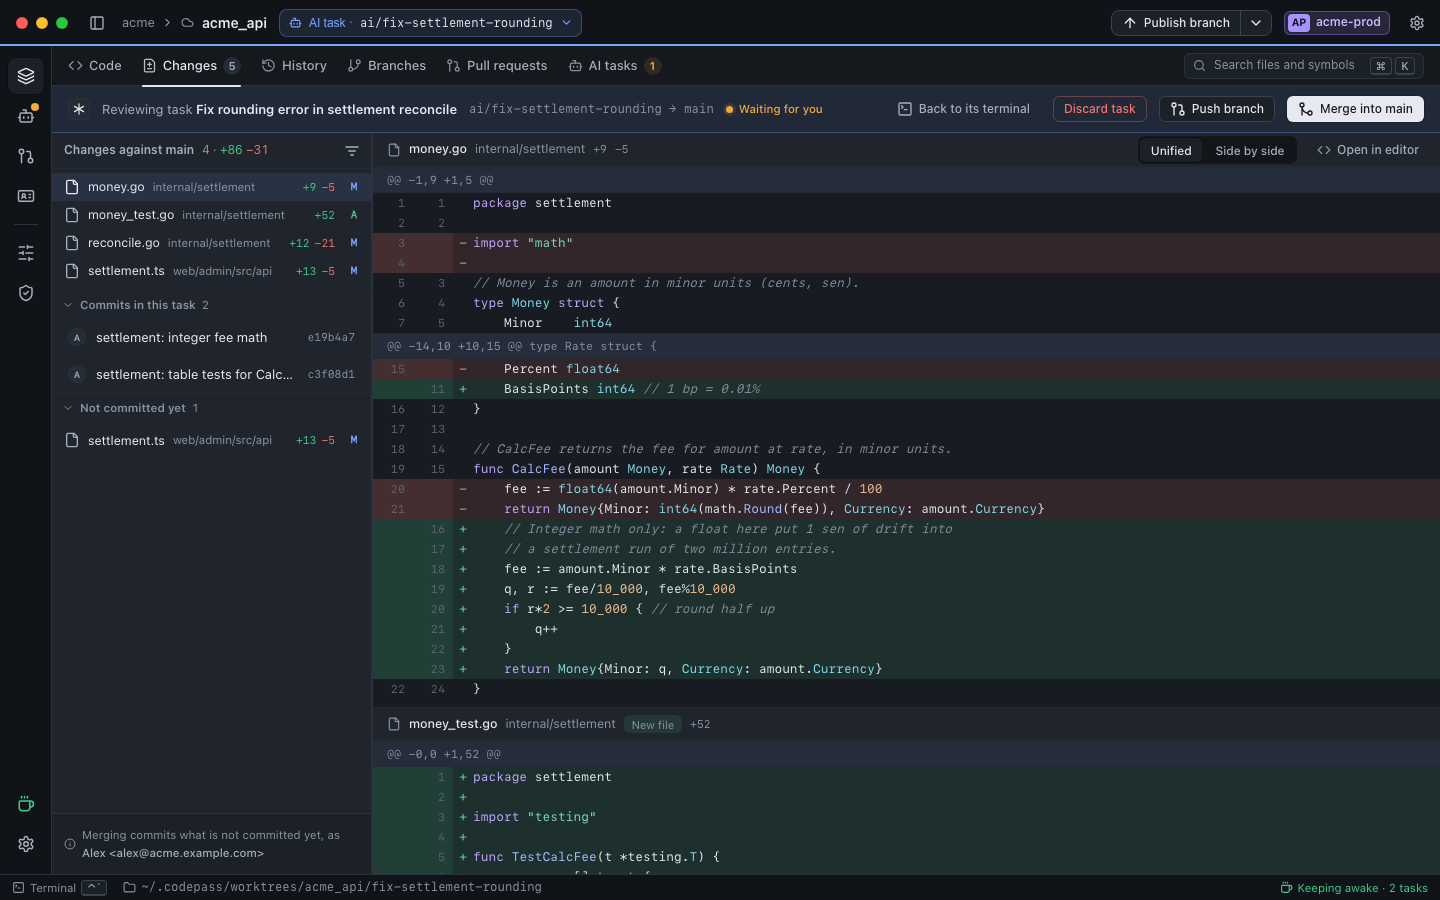 acme > acme_api AI task · ai/fix-settlement-rounding
Publish branch
AP acme-prod
Code
Changes 5
History
Branches
Pull requests
AI tasks 1
Search files and symbols ⌘ K
Reviewing task Fix rounding error in settlement reconcile ai/fix-settlement-rounding → main Waiting for you
Back to its terminal
Discard task
Push branch
Merge into main
Changes against main 4 · +86 −31
money.go internal/settlement +9 −5 M
money_test.go internal/settlement +52 A
reconcile.go internal/settlement +12 −21 M
settlement.ts web/admin/src/api +13 −5 M
Commits in this task 2
A settlement: integer fee math e19b4a7
A settlement: table tests for Calc... c3f08d1
Not committed yet 1
settlement.ts web/admin/src/api +13 −5 M
Merging commits what is not committed yet, as
Alex <alex@acme.example.com>
money.go internal/settlement +9 −5
Unified Side by side
Open in editor
@@ −1,9 +1,5 @@
1 1 package settlement
2 2
3 − import "math"
4 −
5 3 // Money is an amount in minor units (cents, sen).
6 4 type Money struct {
7 5 Minor int64
@@ −14,10 +10,15 @@ type Rate struct {
15 − Percent float64
11 + BasisPoints int64 // 1 bp = 0.01%
16 12 }
17 13
18 14 // CalcFee returns the fee for amount at rate, in minor units.
19 15 func CalcFee(amount Money, rate Rate) Money {
20 − fee := float64(amount.Minor) * rate.Percent / 100
21 − return Money{Minor: int64(math.Round(fee)), Currency: amount.Currency}
16 + // Integer math only: a float here put 1 sen of drift into
17 + // a settlement run of two million entries.
18 + fee := amount.Minor * rate.BasisPoints
19 + q, r := fee/10_000, fee%10_000
20 + if r*2 >= 10_000 { // round half up
21 + q++
22 + }
23 + return Money{Minor: q, Currency: amount.Currency}
22 24 }
money_test.go internal/settlement New file +52
@@ −0,0 +1,52 @@
1 + package settlement
2 +
3 + import "testing"
4 +
5 + func TestCalcFee(t *testing.T) {
Terminal ^` ~/.codepass/worktrees/acme_api/fix-settlement-rounding
Keeping awake · 2 tasks